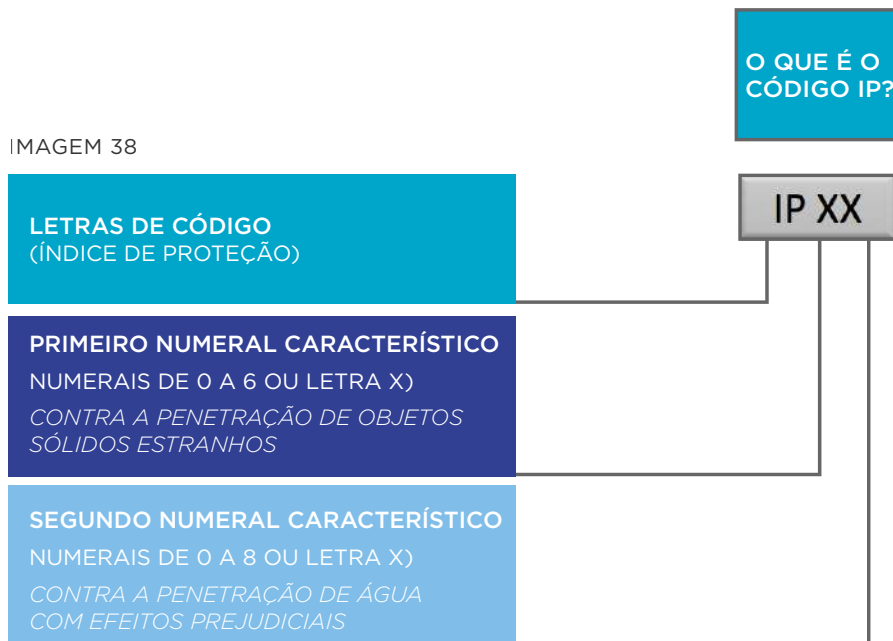 O QUE É O
CÓDIGO IP?
IMAGEM 38
IP XX
LETRAS DE CÓDIGO
(ÍNDICE DE PROTEÇÃO)
PRIMEIRO NUMERAL CARACTERÍSTICO
NUMERAIS DE 0 A 6 OU LETRA X)
CONTRA A PENETRAÇÃO DE OBJETOS
SÓLIDOS ESTRANHOS
SEGUNDO NUMERAL CARACTERÍSTICO
NUMERAIS DE 0 A 8 OU LETRA X)
CONTRA A PENETRAÇÃO DE ÁGUA
COM EFEITOS PREJUDICIAIS